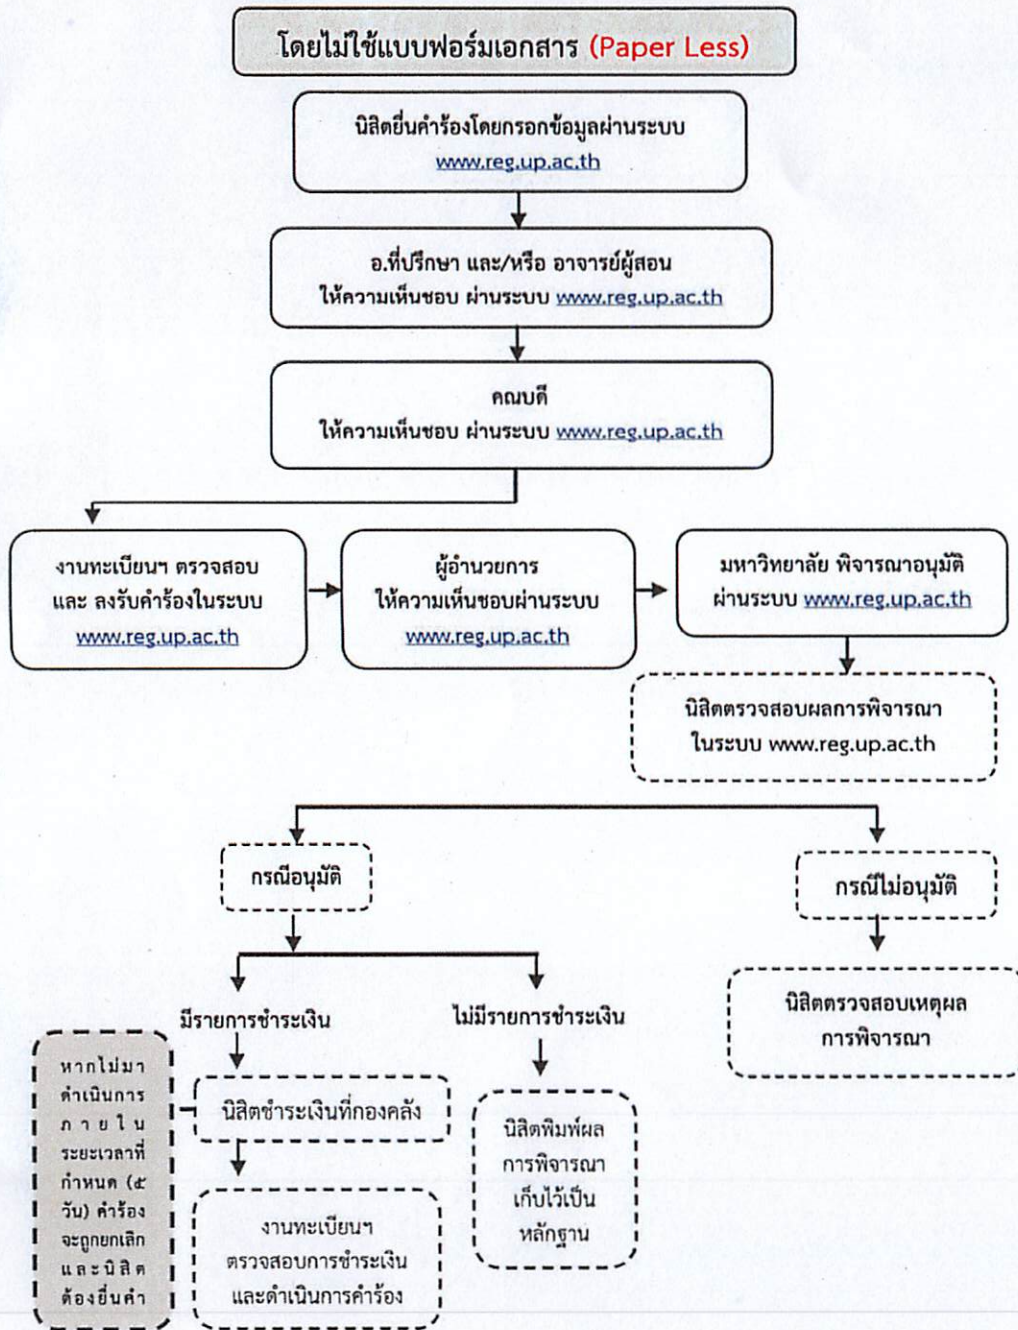 โดยไม่ใช้แบบฟอร์มเอกสาร (Paper Less)
นิสิตยื่นคำร้องโดยกรอกข้อมูลผ่านระบบ
www.reg.up.ac.th
อ.ที่ปรึกษา และ/หรือ อาจารย์ผู้สอน
ให้ความเห็นชอบ ผ่านระบบ www.reg.up.ac.th
คณบดี
ให้ความเห็นชอบ ผ่านระบบ www.reg.up.ac.th
งานทะเบียนฯ ตรวจสอบ
และ ลงรับคำร้องในระบบ
www.reg.up.ac.th
ผู้อำนวยการ
ให้ความเห็นชอบผ่านระบบ
www.reg.up.ac.th
มหาวิทยาลัย พิจารณาอนุมัติ
ผ่านระบบ www.reg.up.ac.th
นิสิตตรวจสอบผลการพิจารณา
ในระบบ www.reg.up.ac.th
กรณีอนุมัติ
กรณีไม่อนุมัติ
มีรายการชำระเงิน
ไม่มีรายการชำระเงิน
นิสิตตรวจสอบเหตุผล
การพิจารณา
หากไม่มา
ดำเนินการ
ภายใน
ระยะเวลาที่
กำหนด (๕
วัน) คำร้อง
จะถูกยกเลิก
และนิสิต
ต้องยื่นคำ
นิสิตชำระเงินที่กองคลัง
งานทะเบียนฯ
ตรวจสอบการชำระเงิน
และดำเนินการคำร้อง
นิสิตพิมพ์ผล
การพิจารณา
เก็บไว้เป็น
หลักฐาน